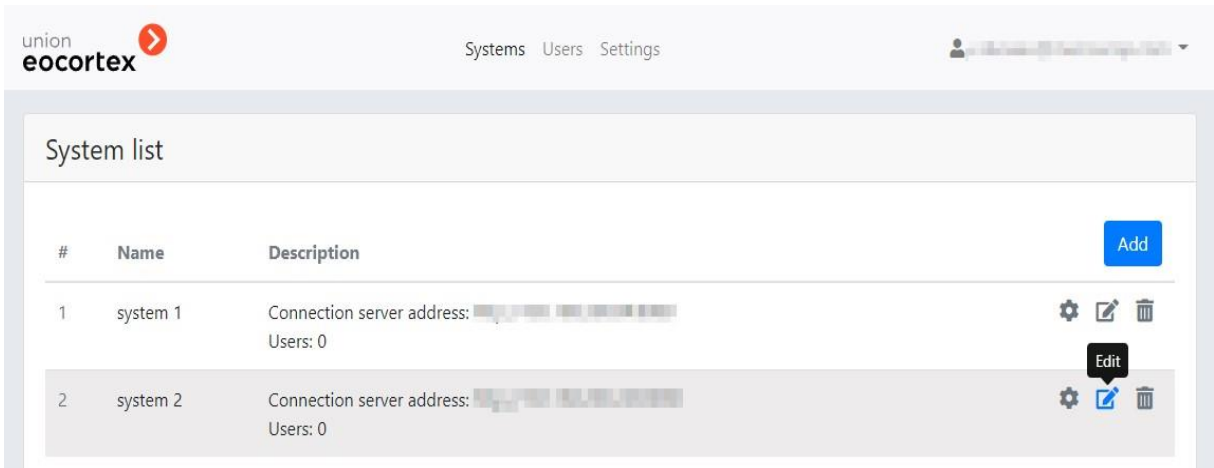 union
eocortex
Systems Users Settings
System list
# Name Description Add
1 system 1 Connection server address:
Users: 0
Edit
2 system 2 Connection server address:
Users: 0